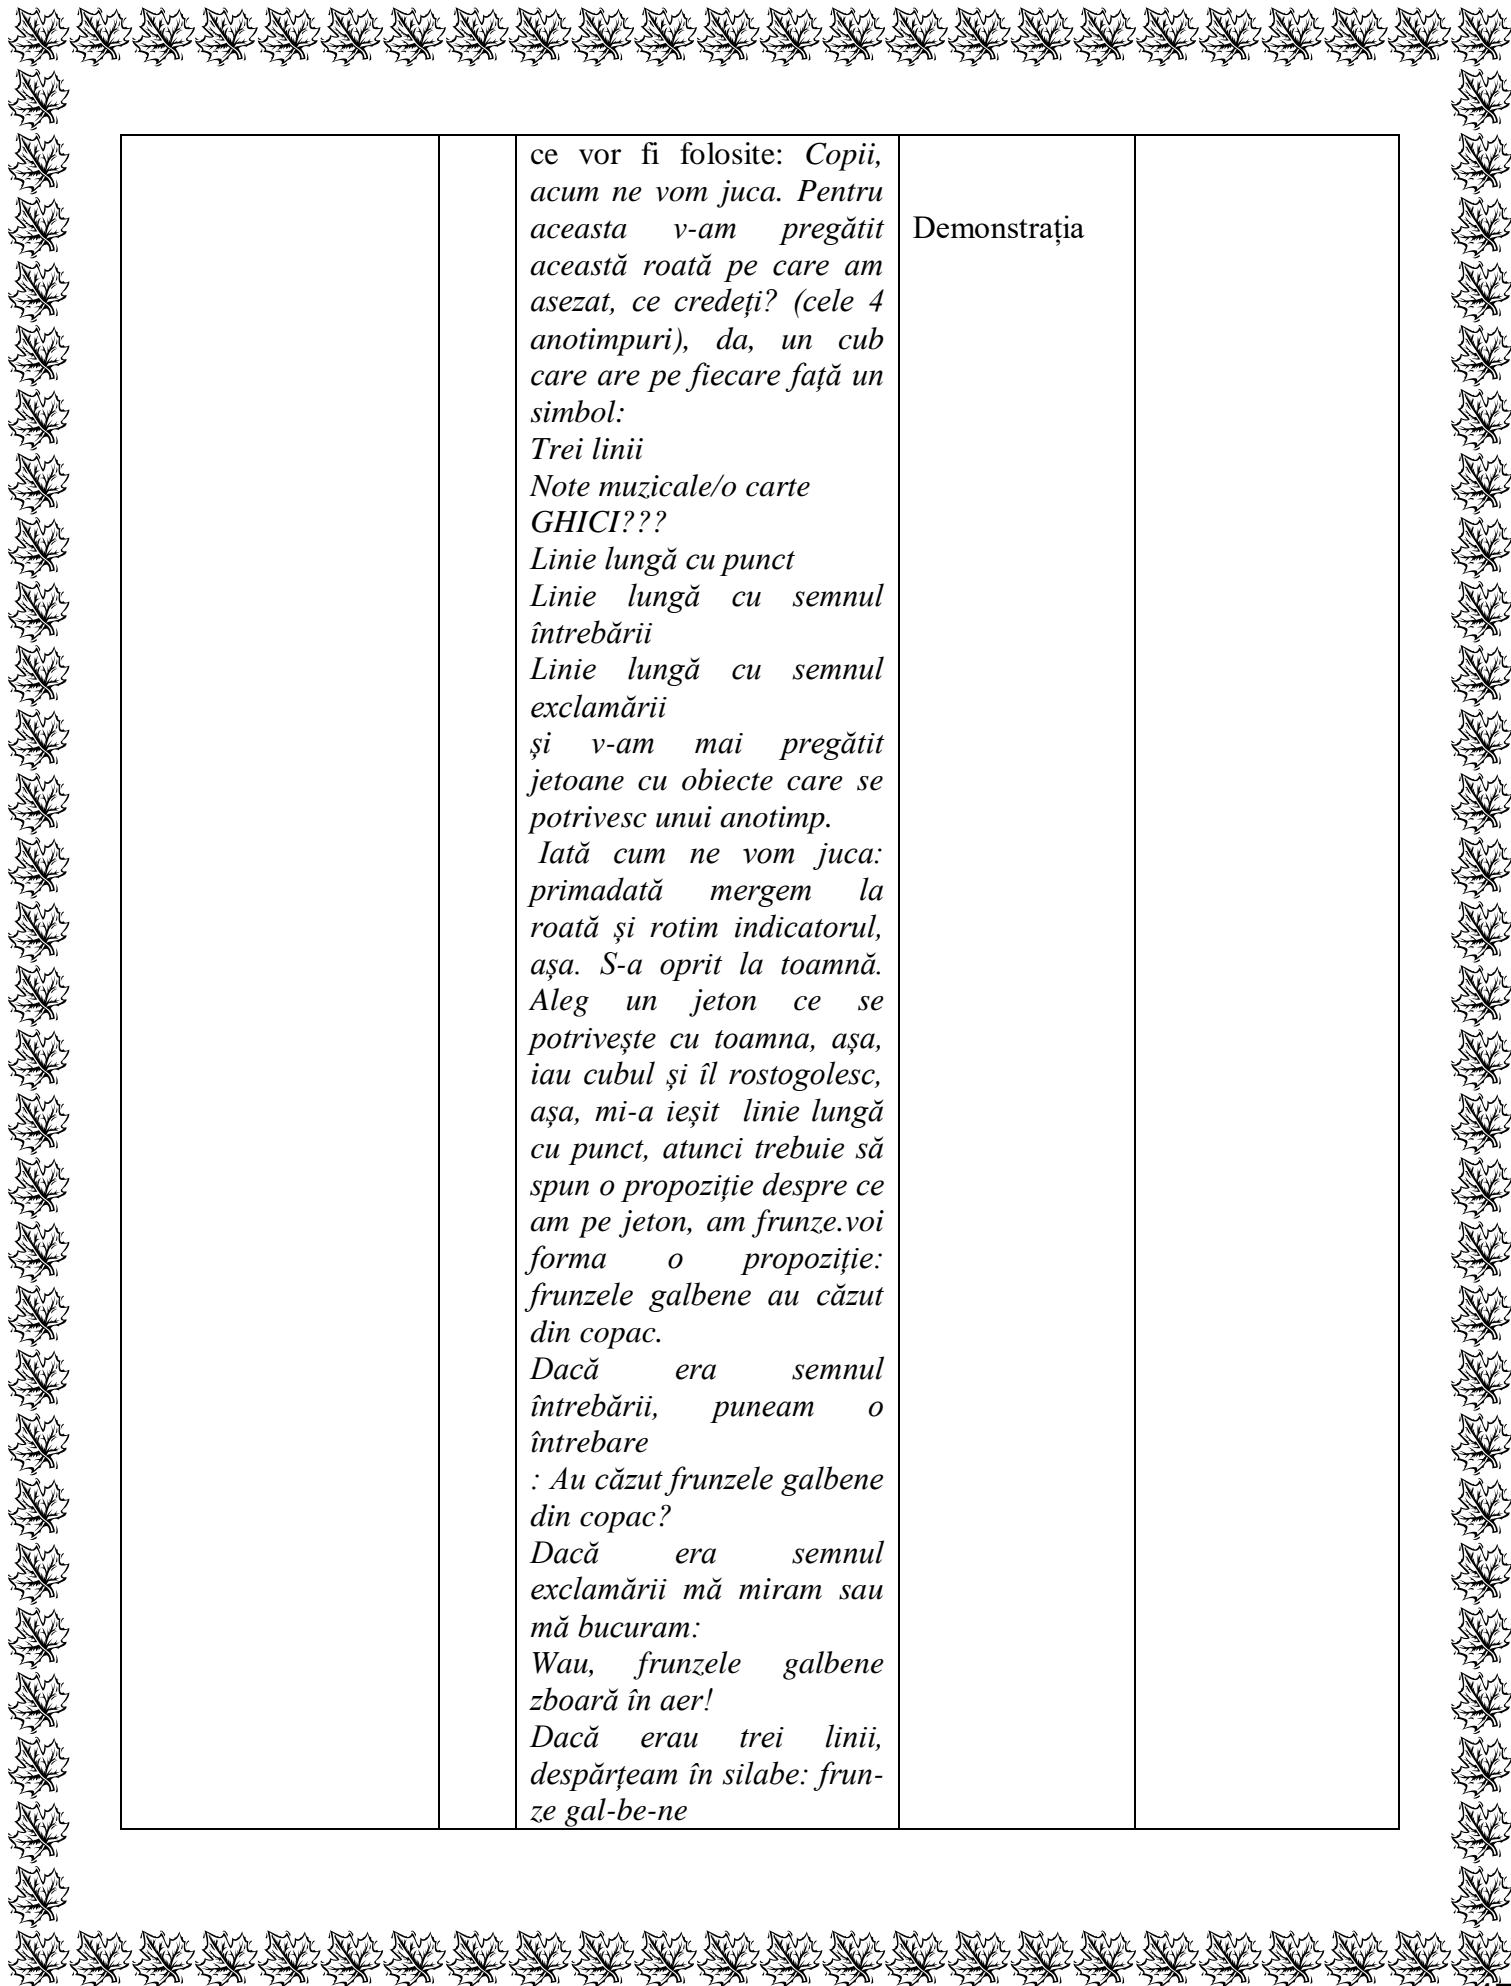 ce vor fi folosite: Copii,
acum ne vom juca. Pentru
aceasta v-am pregătit
această roată pe care am
asezat, ce credeți? (cele 4
anotimpuri), da, un cub
care are pe fiecare față un
simbol:
Trei linii
Note muzicale/o carte
GHICI???
Linie lungă cu punct
Linie lungă cu semnul
întrebării
Linie lungă cu semnul
exclamării
și v-am mai pregătit
jetoane cu obiecte care se
potrivesc unui anotimp.
Iată cum ne vom juca:
primadată mergem la
roată și rotim indicatorul,
așa. S-a oprit la toamnă.
Aleg un jeton ce se
potrivește cu toamna, așa,
iau cubul și îl rostogolesc,
așa, mi-a ieșit linie lungă
cu punct, atunci trebuie să
spun o propoziție despre ce
am pe jeton, am frunze.voi
forma o propoziție:
frunzele galbene au căzut
din copac.
Dacă era semnul
întrebării, puneam o
întrebare
: Au căzut frunzele galbene
din copac?
Dacă era semnul
exclamării mă miram sau
mă bucuram:
Wau, frunzele galbene
zboară în aer!
Dacă erau trei linii,
despărțeam în silabe: frun-
ze gal-be-ne
Demonstrația